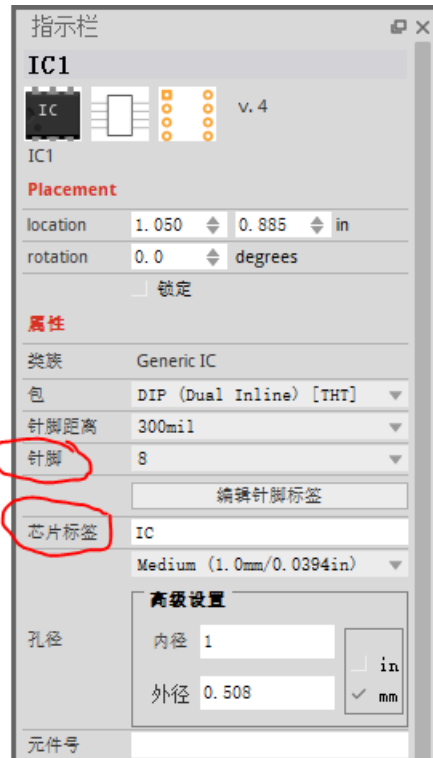 指示栏
IC1
IC v. 4
IC1
Placement
location 1. 050 0. 885 in
rotation 0. 0 degrees
锁定
属性
类族 Generic IC
包 DIP (Dual Inline) [THT]
针脚距离 300mil
针脚 8
编辑针脚标签
芯片标签 IC
Medium (1.0mm/0.0394in)
高级设置
孔径 内径 1
in
外径 0.508 mm
元件号